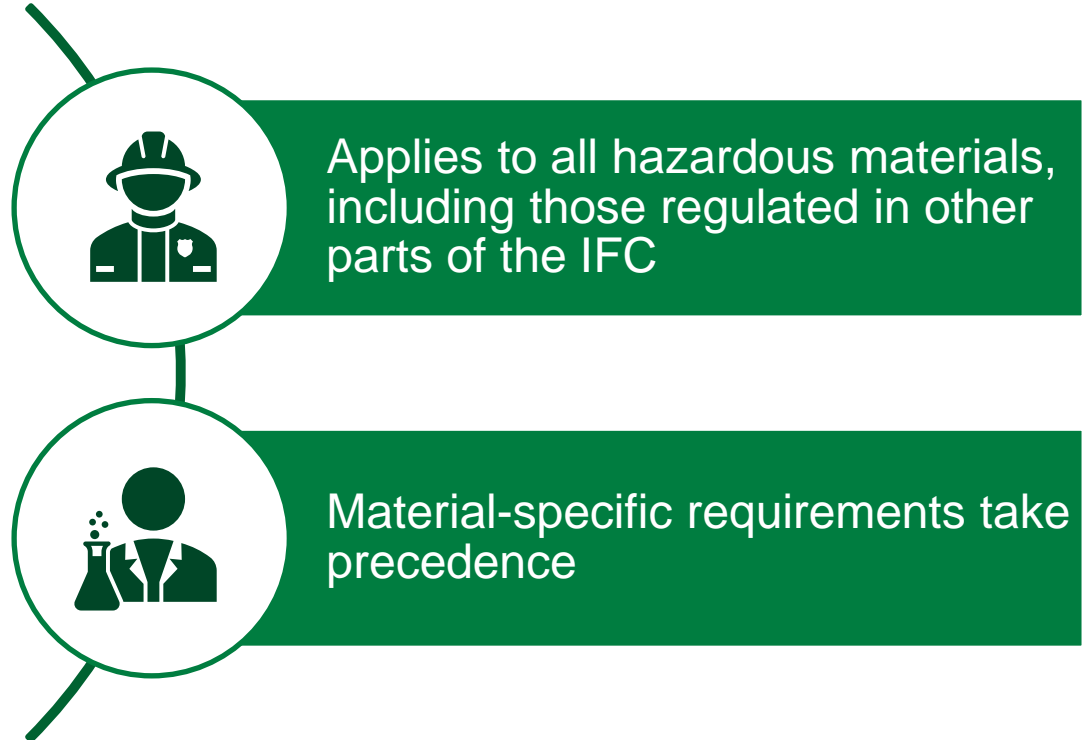 Applies to all hazardous materials,
including those regulated in other
parts of the IFC
Material-specific requirements take
precedence